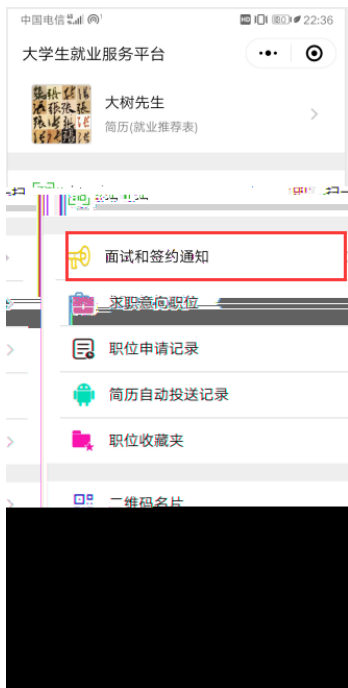 中国电信 22:36
大学生就业服务平台
大树先生
简历(就业推荐表)
面试和签约通知
求职意向职位
职位申请记录
简历自动投送记录
职位收藏夹
二维码名片